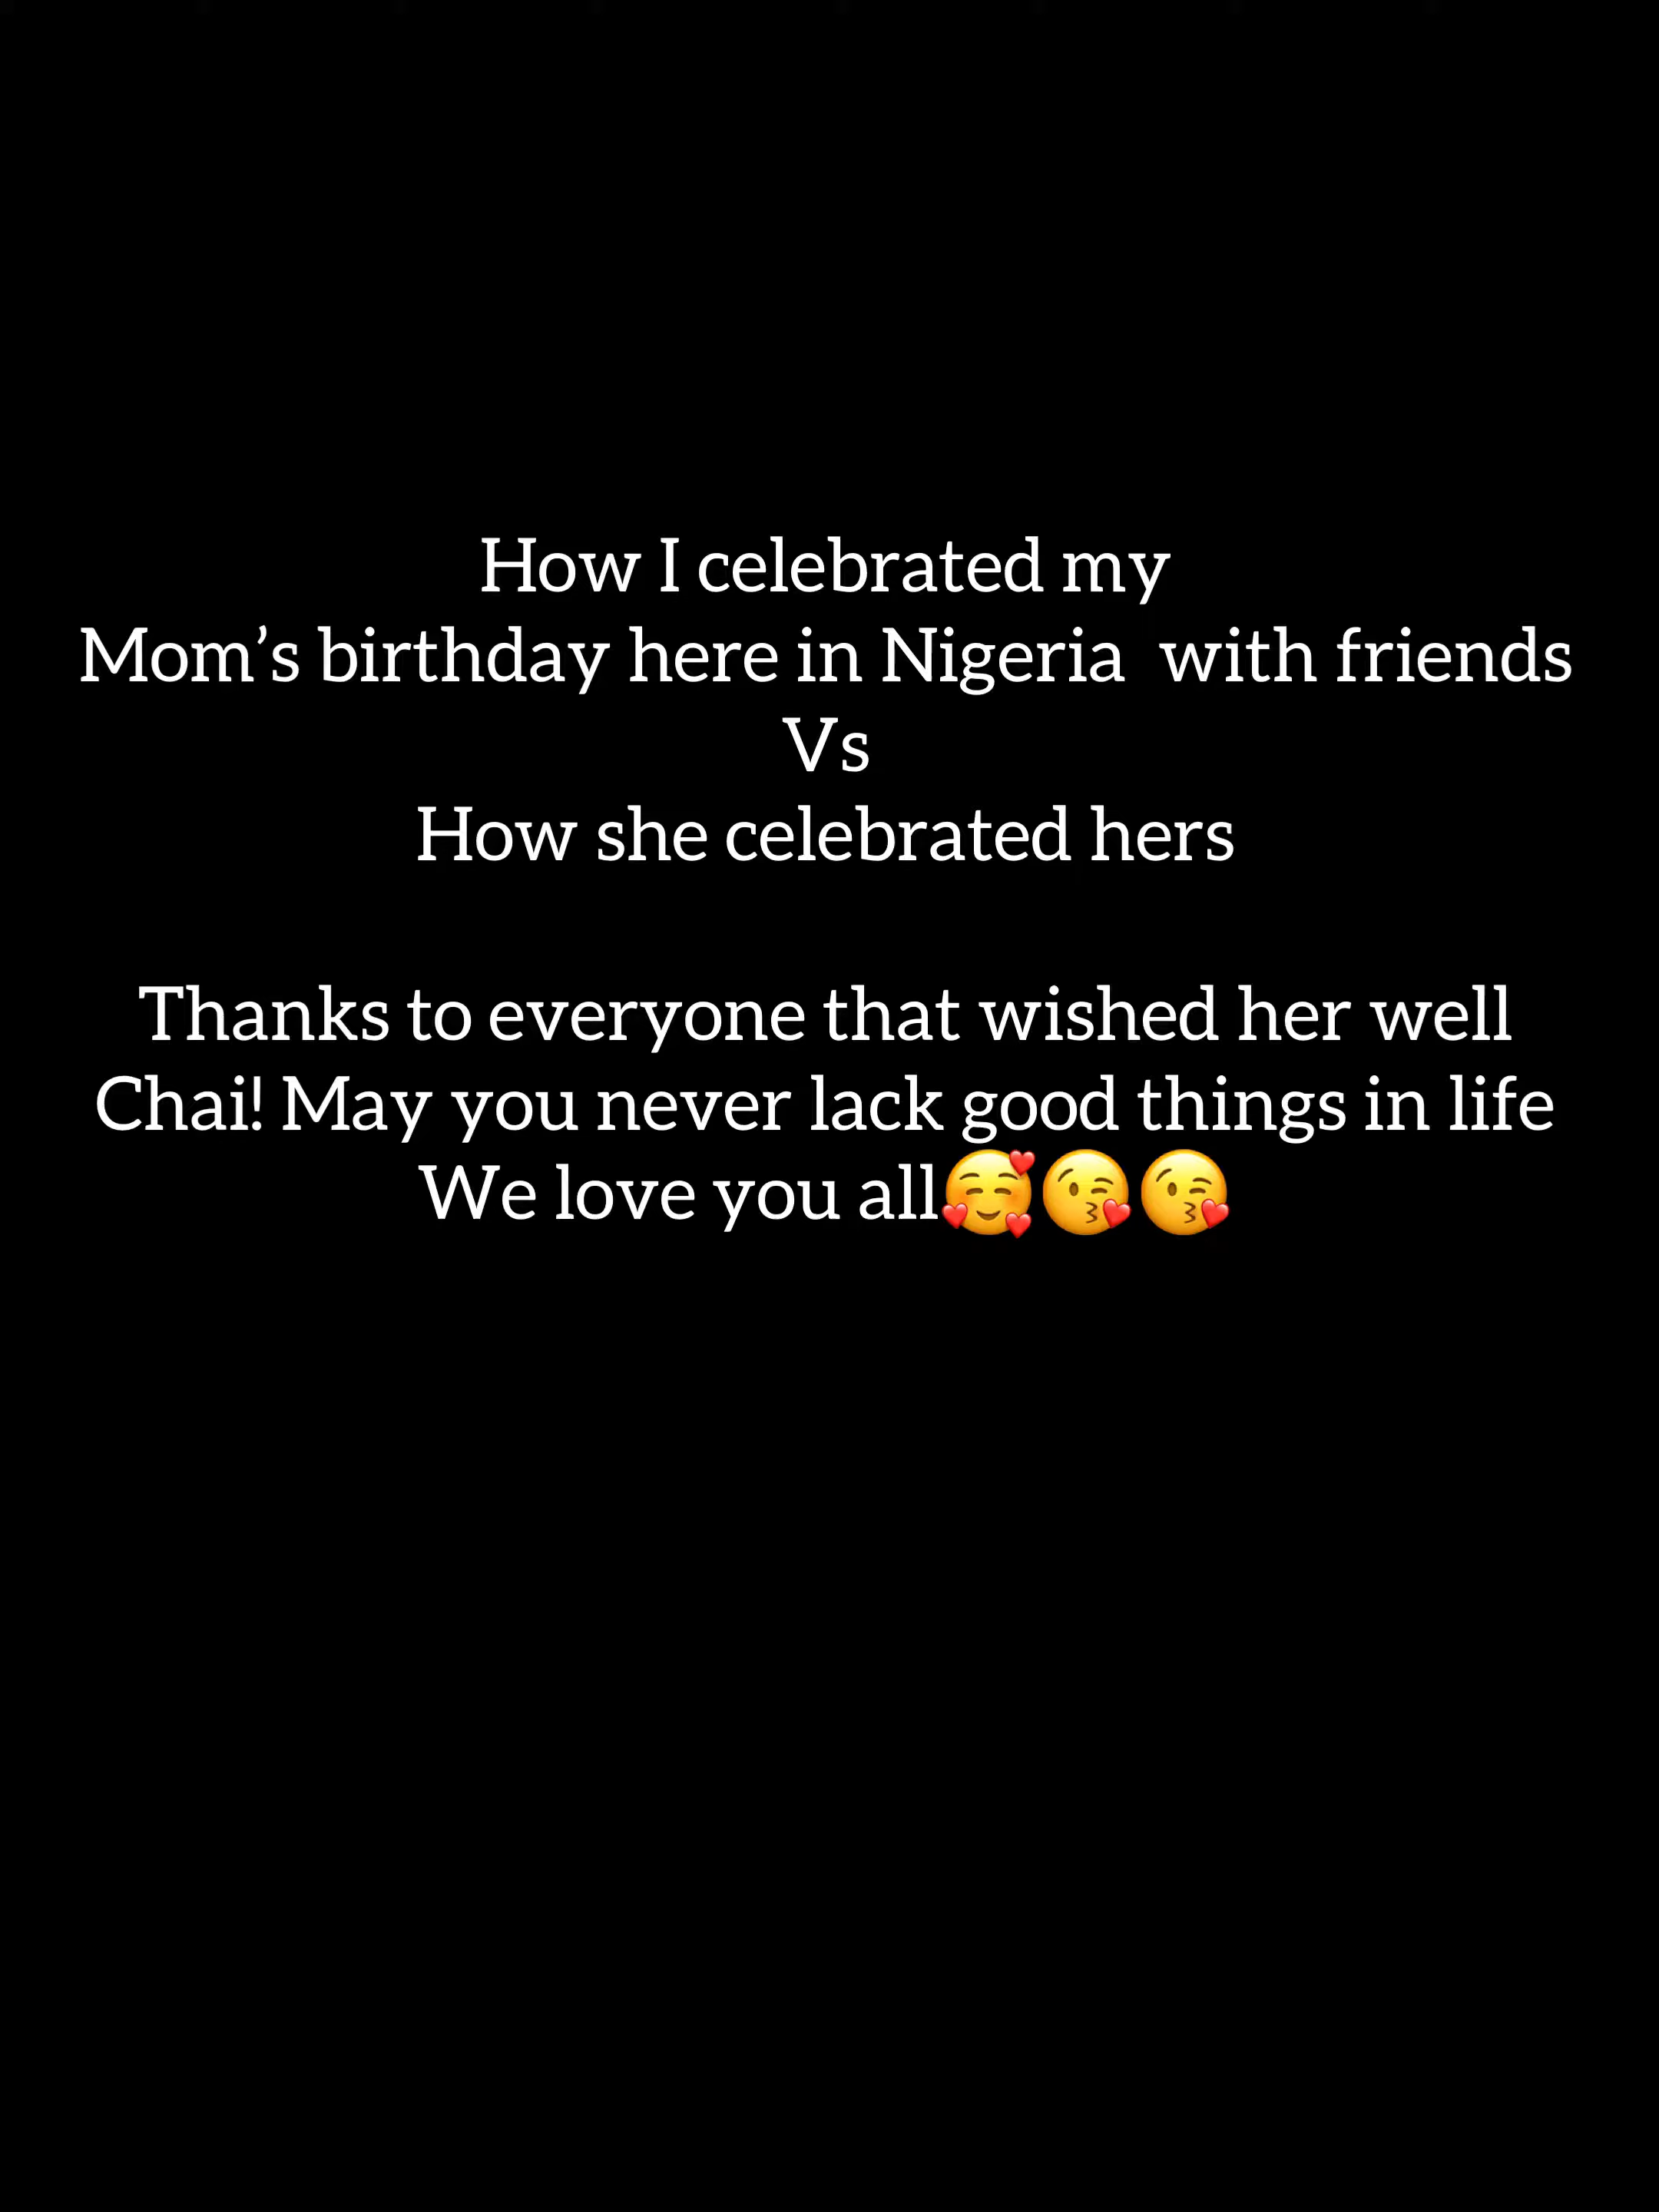 How I celebrated my
Mom’s birthday here in Nigeria  with friends
Vs
How she celebrated hers

Thanks to everyone that wished her well
Chai! May you never lack good things in life
We love you all🥰😘😘